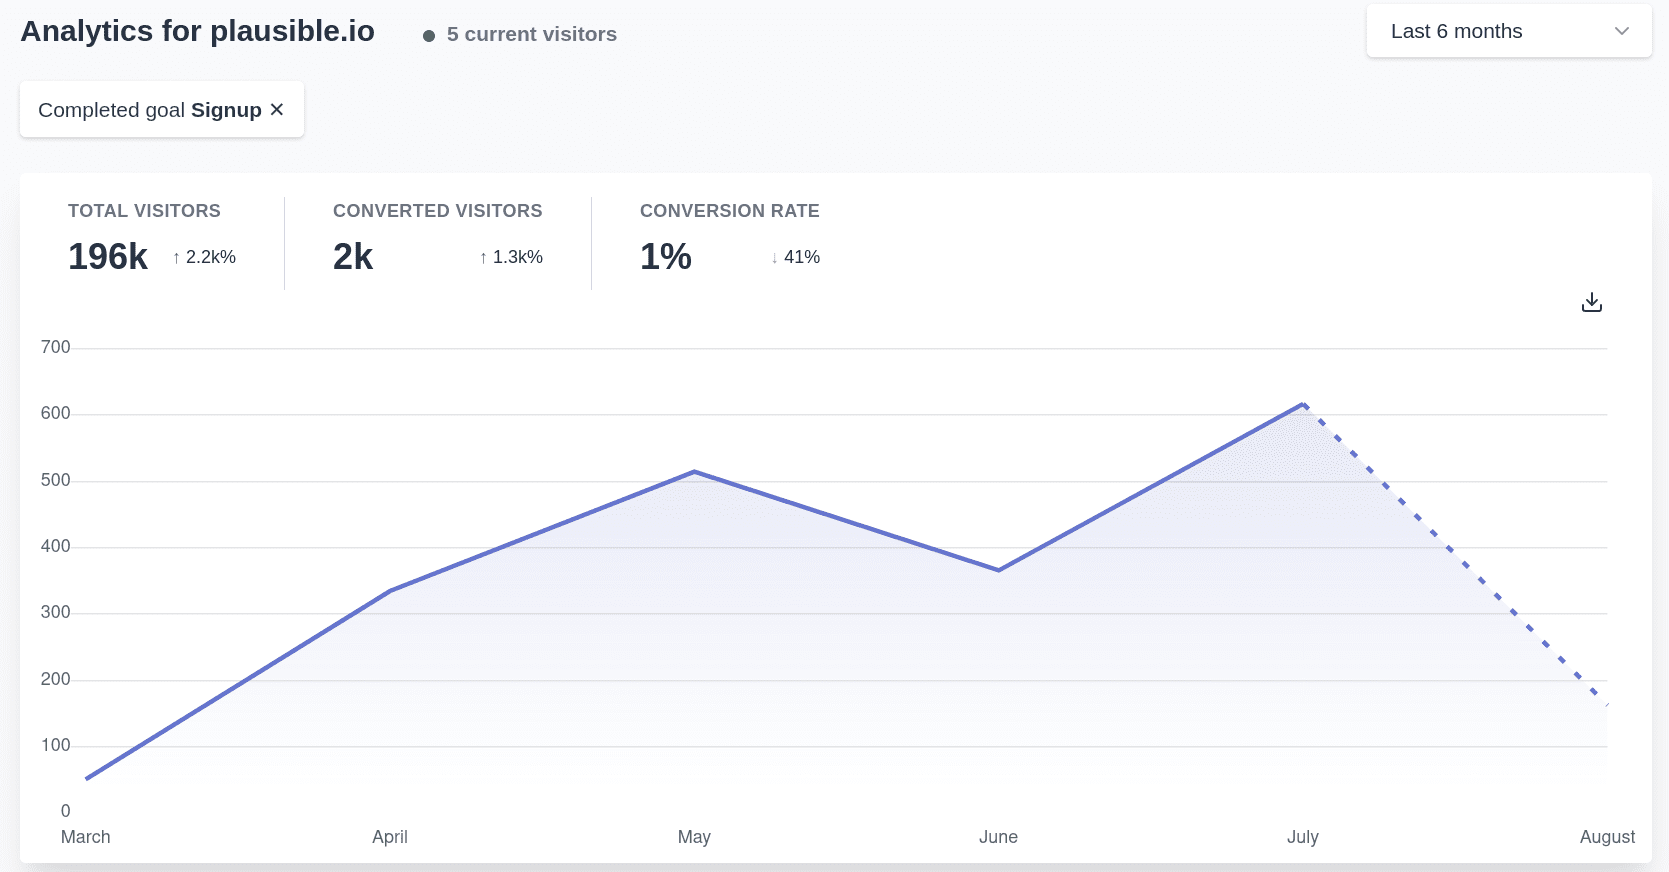 Analytics for plausible.io
5 current visitors
Last 6 months
Completed goal Signup ✕
TOTAL VISITORS
196k ↑ 2.2k%
CONVERTED VISITORS
2k ↑ 1.3k%
CONVERSION RATE
1% ↓ 41%
700
600
500
400
300
200
100
0
March April May June July August